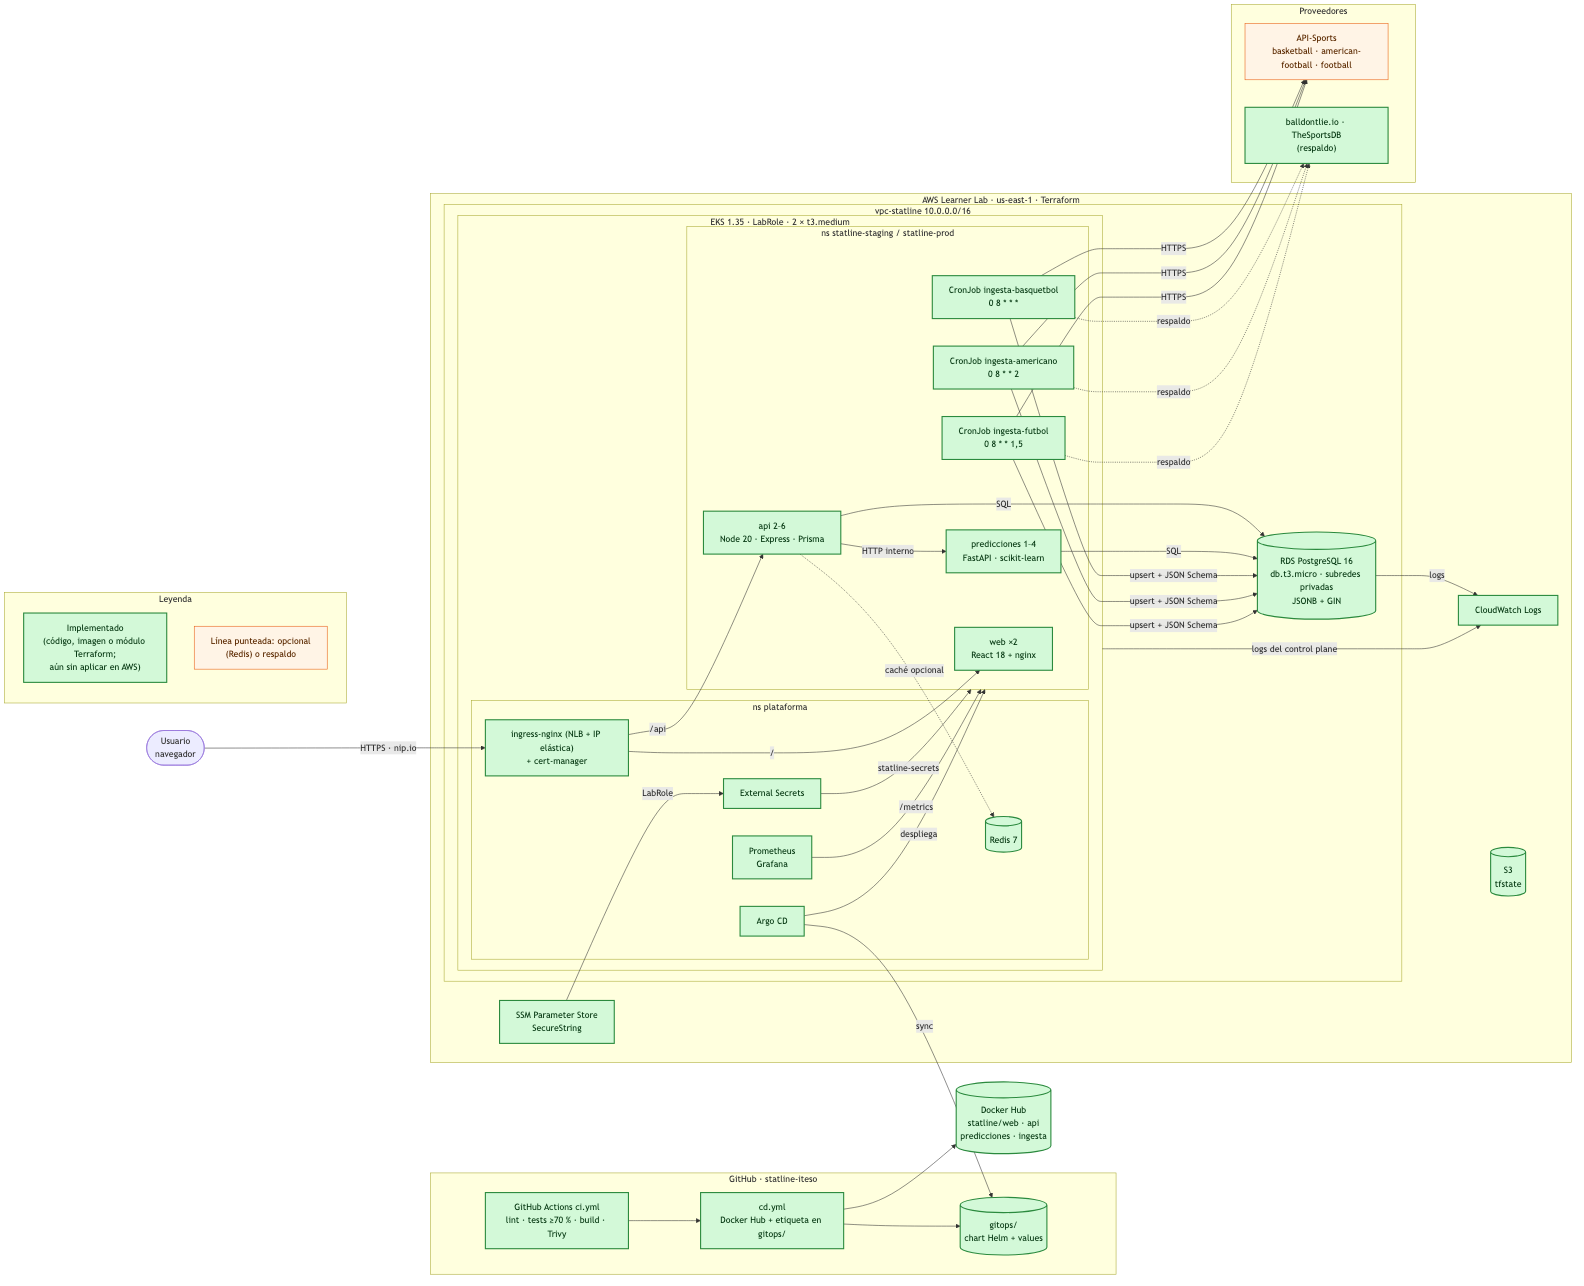 Proveedores
API-Sports
basketball · american-
football · football
balldontlie.io ·
TheSportsDB
(respaldo)
AWS Learner Lab · us-east-1 · Terraform
vpc-statline 10.0.0.0/16
EKS 1.35 · LabRole · 2 × t3.medium
ns statline-staging / statline-prod
HTTPS
HTTPS
HTTPS
CronJob ingesta-basquetbol
0 8 * * *
respaldo
CronJob ingesta-americano
0 8 * * 2
respaldo
CronJob ingesta-futbol
0 8 * * 1,5
respaldo
SQL
api 2-6
Node 20 · Express · Prisma
HTTP interno
predicciones 1-4
FastAPI · scikit-learn
SQL
upsert + JSON Schema
upsert + JSON Schema
upsert + JSON Schema
RDS PostgreSQL 16
db.t3.micro · subredes
privadas
JSONB + GIN
logs
CloudWatch Logs
logs del control plane
Leyenda
Implementado
(código, imagen o módulo
Terraform;
aún sin aplicar en AWS)
Línea punteada: opcional
(Redis) o respaldo
web ×2
React 18 + nginx
caché opcional
ns plataforma
Usuario
navegador
HTTPS · nip.io
ingress-nginx (NLB + IP
elástica)
+ cert-manager
/api
/
statline-secrets
LabRole
External Secrets
/metrics
despliega
Prometheus
Grafana
Redis 7
S3
tfstate
Argo CD
SSM Parameter Store
SecureString
sync
Docker Hub
statline/web · api
predicciones · ingesta
GitHub · statline-iteso
GitHub Actions ci.yml
lint · tests ≥70 % · build ·
Trivy
cd.yml
Docker Hub + etiqueta en
gitops/
gitops/
chart Helm + values